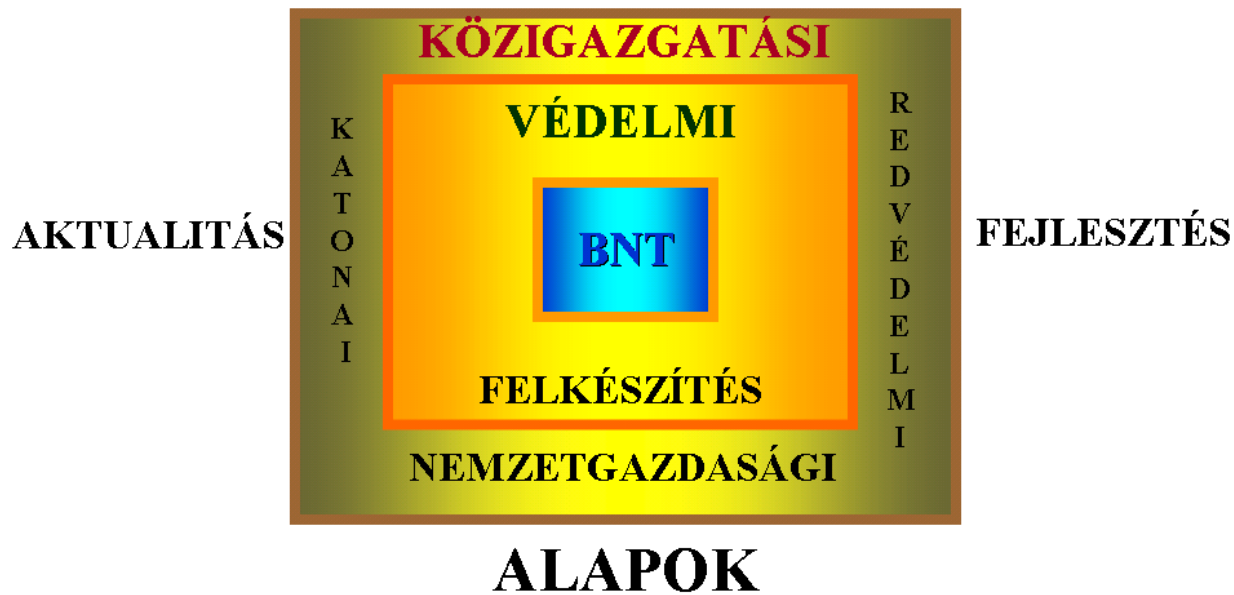 KÖZIGAZGATÁSI
VÉDELMI
KATONAI
REDVÉDELMI
AKTUALITÁS
BNT
FEJLESZTÉS
FELKÉSZÍTÉS
NEMZETGAZDASÁGI
ALAPOK